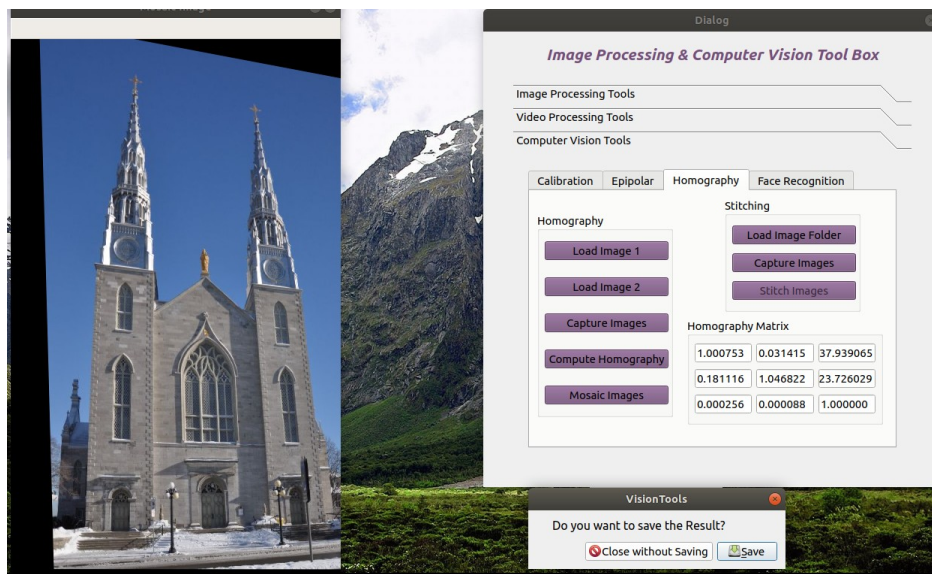 Mosaic Image
Dialog
Image Processing & Computer Vision Tool Box
Image Processing Tools
Video Processing Tools
Computer Vision Tools
Calibration Epipolar Homography Face Recognition
Homography
Load Image 1
Load Image 2
Capture Images
Compute Homography
Mosaic Images
Stitching
Load Image Folder
Capture Images
Stitch Images
Homography Matrix
1.000753 0.031415 37.939065
0.181116 1.046822 23.726029
0.000256 0.000088 1.000000
VisionTools
Do you want to save the Result?
Close without Saving Save